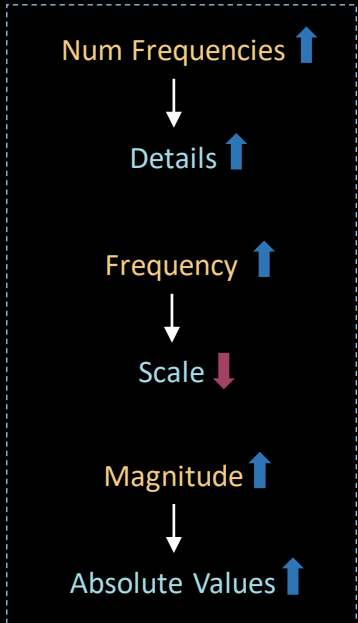 Num Frequencies
Details
Frequency
Scale
Magnitude
Absolute Values